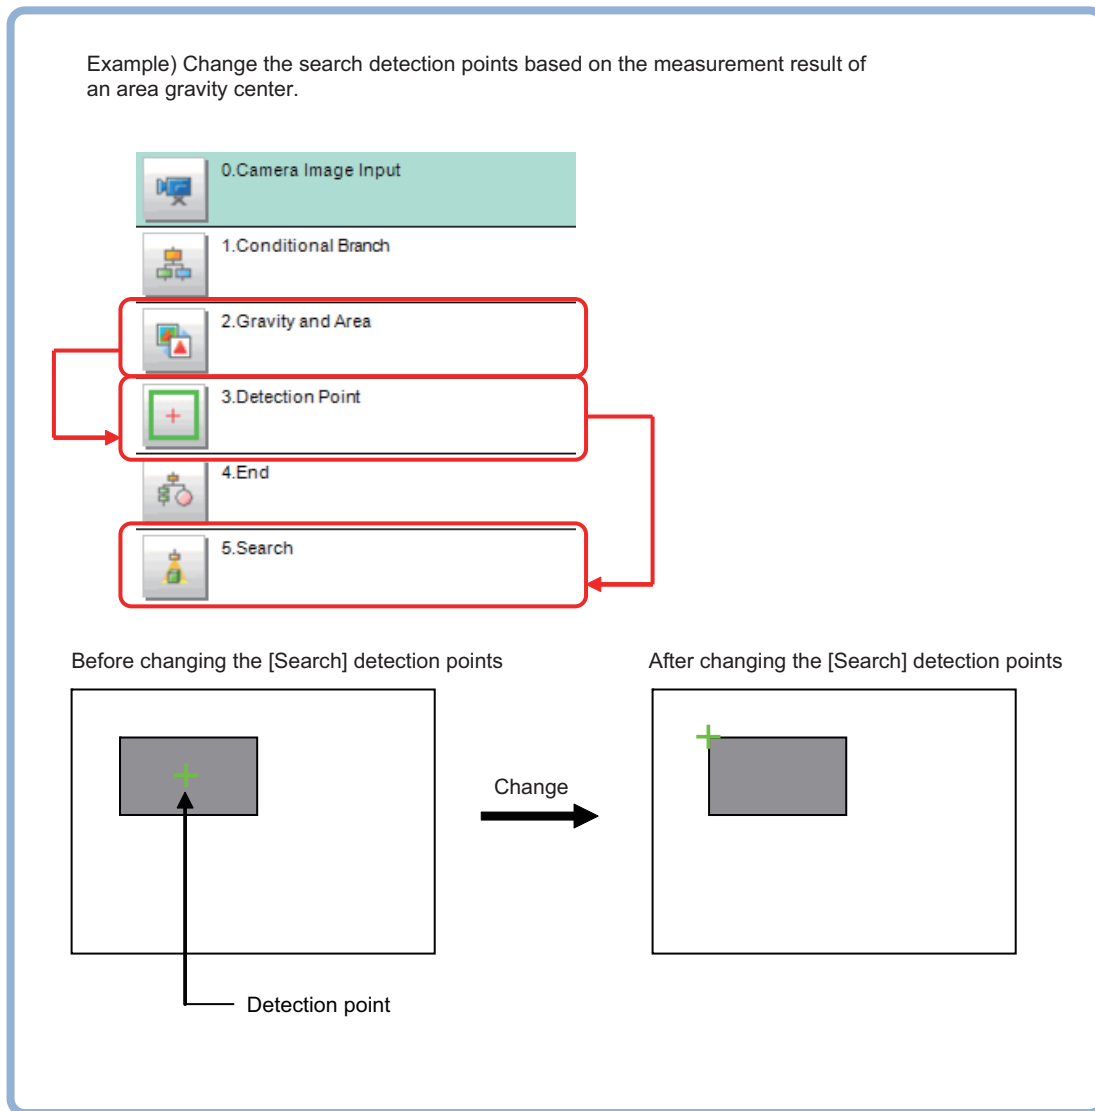 Example) Change the search detection points based on the measurement result of
an area gravity center.
0.Camera Image Input
1.Conditional Branch
2.Gravity and Area
3.Detection Point
4.End
5.Search
Before changing the [Search] detection points
After changing the [Search] detection points
Change
Detection point